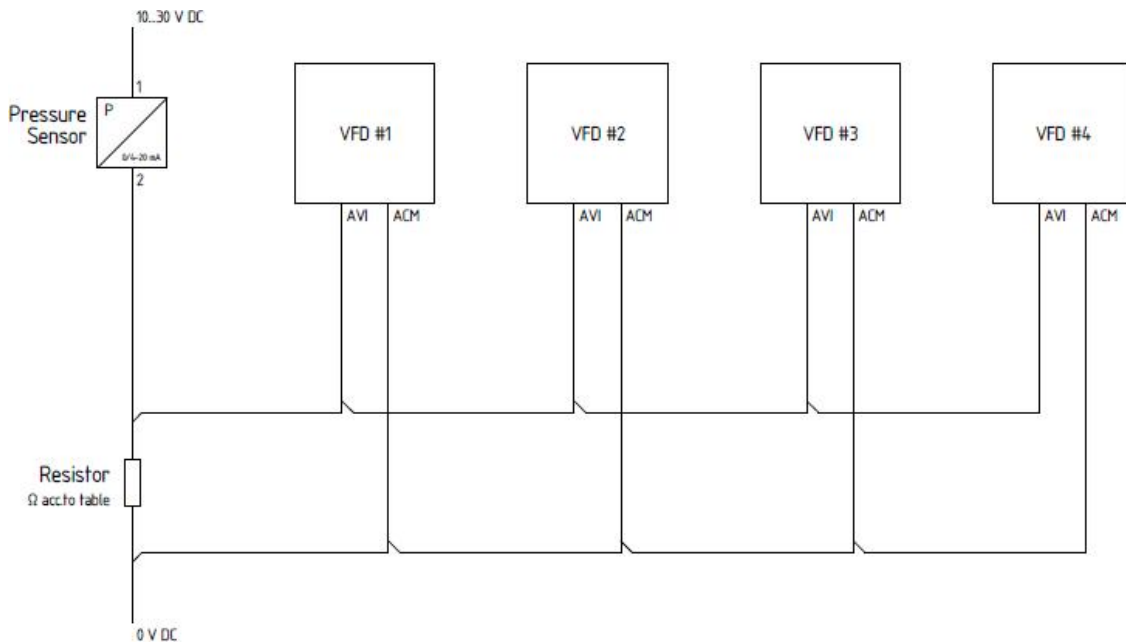 10..30 V DC
1
Pressure
Sensor
P
0/4-20 mA
2
VFD #1
VFD #2
VFD #3
VFD #4
AVI
ACM
AVI
ACM
AVI
ACM
AVI
ACM
Resistor
Ω acc.to table
0 V DC